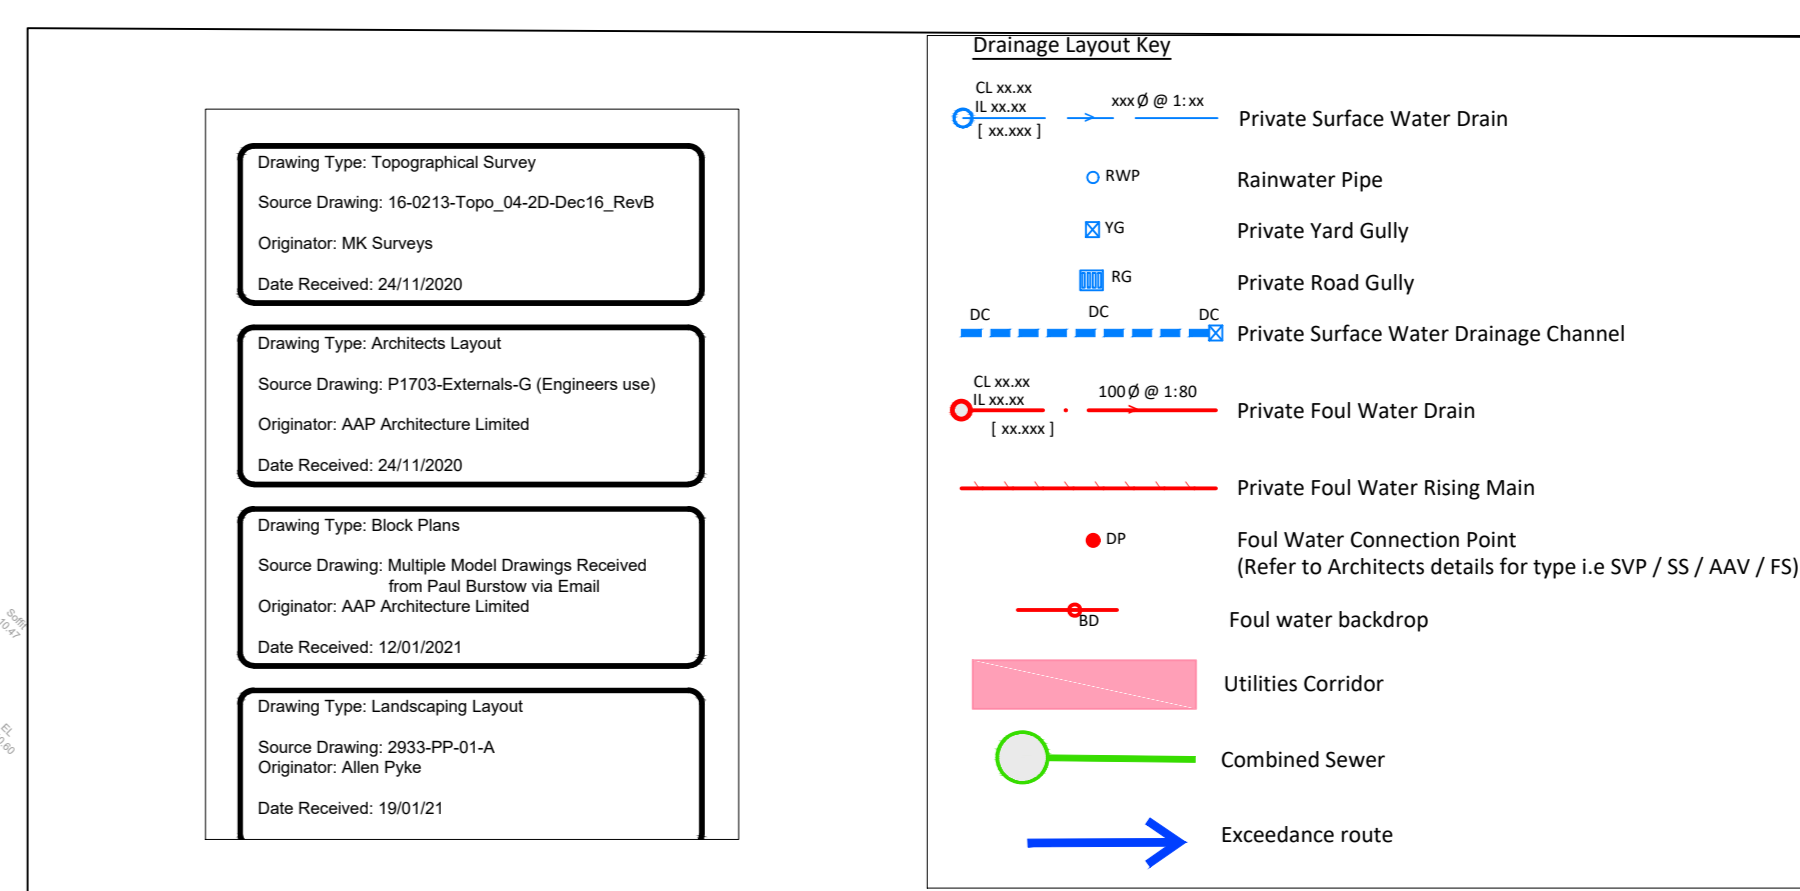 Drawing Type: Topographical Survey
Source Drawing: 16-0213-Topo_04-2D-Dec16_RevB
Originator: MK Surveys
Date Received: 24/11/2020
Drawing Type: Architects Layout
Source Drawing: P1703-Externals-G (Engineers use)
Originator: AAP Architecture Limited
Date Received: 24/11/2020
Drawing Type: Block Plans
Source Drawing: Multiple Model Drawings Received
from Paul Burstow via Email
Originator: AAP Architecture Limited
Date Received: 12/01/2021
Drawing Type: Landscaping Layout
Source Drawing: 2933-PP-01-A
Originator: Allen Pyke
Date Received: 19/01/21
Soffit
10.47
EL
Drainage Layout Key
CL xx.xx
IL xx.xx
[ xx.xxx ]
xxxØ @ 1:xx
Private Surface Water Drain
RWP
Rainwater Pipe
YG
Private Yard Gully
RG
Private Road Gully
DC DC DC
Private Surface Water Drainage Channel
CL xx.xx
IL xx.xx
[ xx.xxx ]
100Ø @ 1:80
Private Foul Water Drain
Private Foul Water Rising Main
DP
Foul Water Connection Point
(Refer to Architects details for type i.e SVP / SS / AAV / FS)
BD
Foul water backdrop
Utilities Corridor
Combined Sewer
Exceedance route